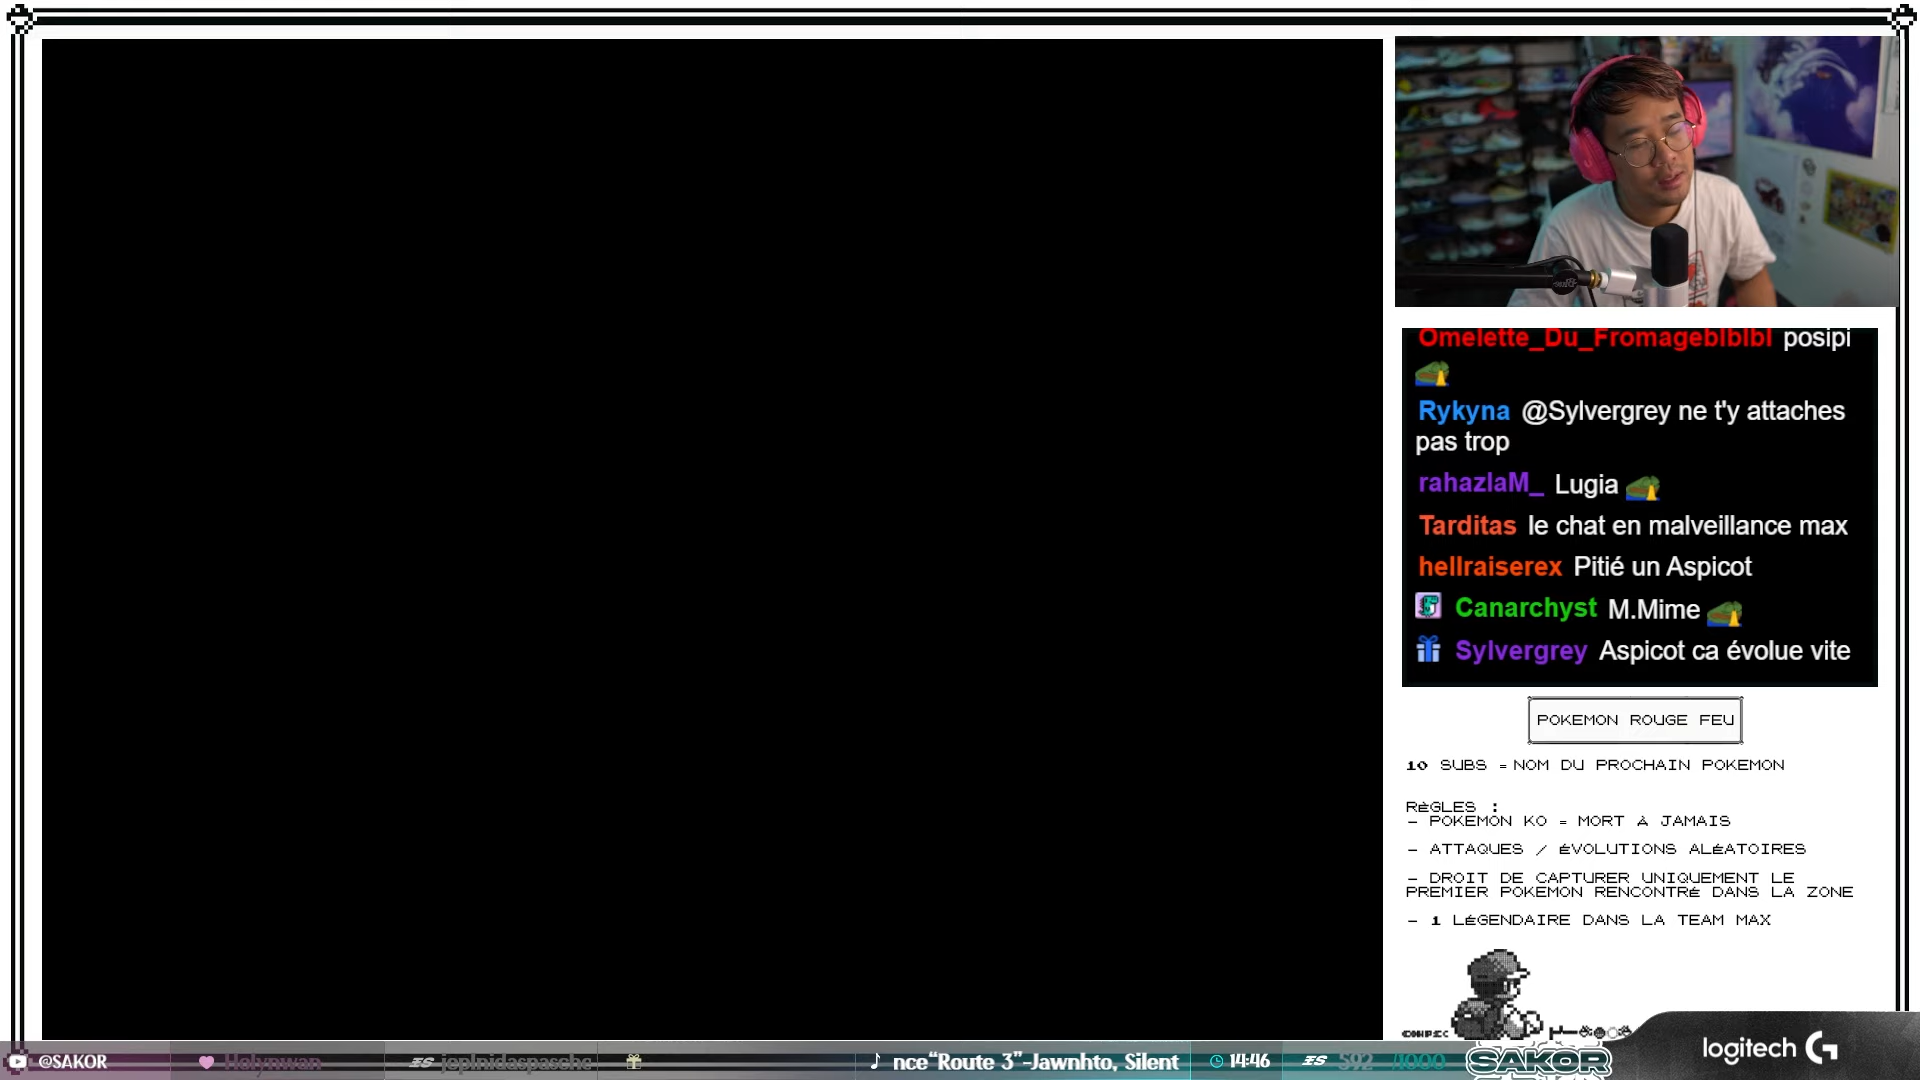 Omelette_Du_Fromageblblbl posipi
Rykyna @Sylvergrey ne t'y attaches
pas trop
rahazlaM_ Lugia
Tarditas le chat en malveillance max
hellraiserex Pitié un Aspicot
Canarchyst M.Mime
Sylvergrey Aspicot ca évolue vite
POKEMON ROUGE FEU
10 SUBS = NOM DU PROCHAIN POKEMON
RÈGLES :
- POKEMON KO = MORT À JAMAIS
- ATTAQUES / ÉVOLUTIONS ALÉATOIRES
- DROIT DE CAPTURER UNIQUEMENT LE
PREMIER POKEMON RENCONTRÉ DANS LA ZONE
- 1 LÉGENDAIRE DANS LA TEAM MAX
@SAKOR
nce“Route 3”-Jawnhto, Silent
14:46
592 /1000
SAKOR
logitech G